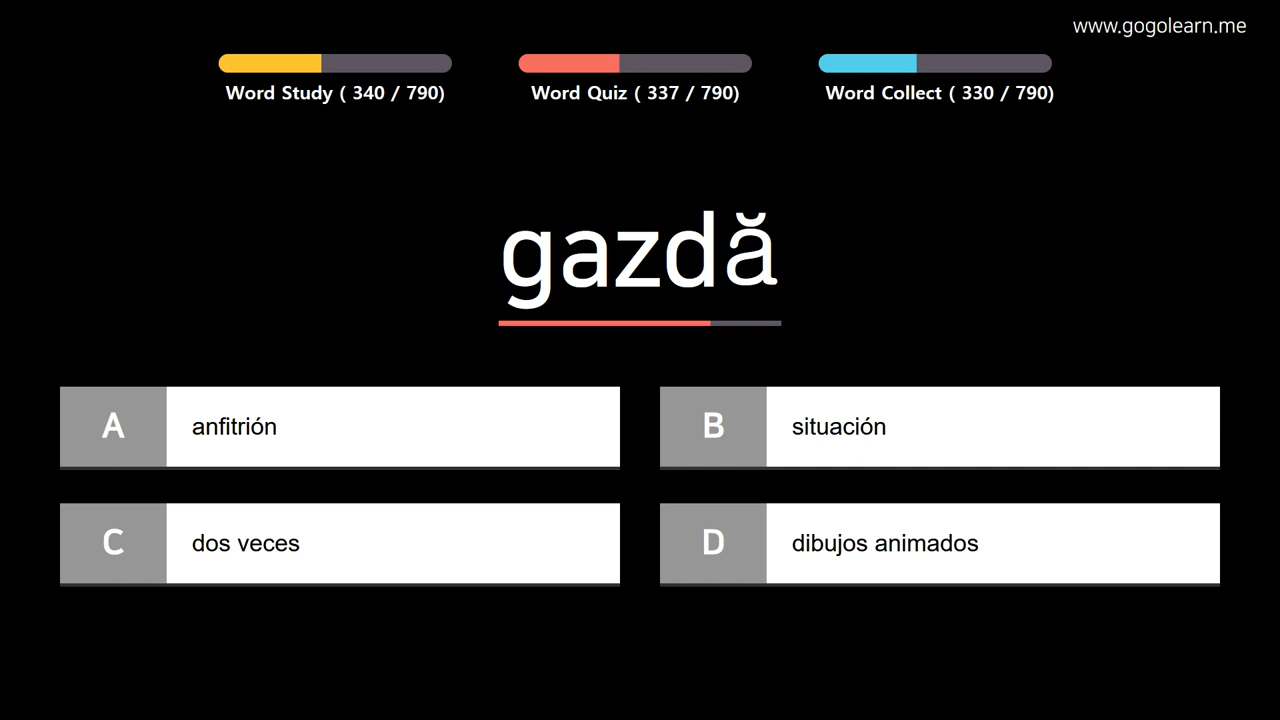 www.gogolearn.me
Word Study ( 340 / 790)
Word Quiz ( 337 / 790)
Word Collect ( 330 / 790)
gazdă
A anfitrión
B situación
C dos veces
D dibujos animados